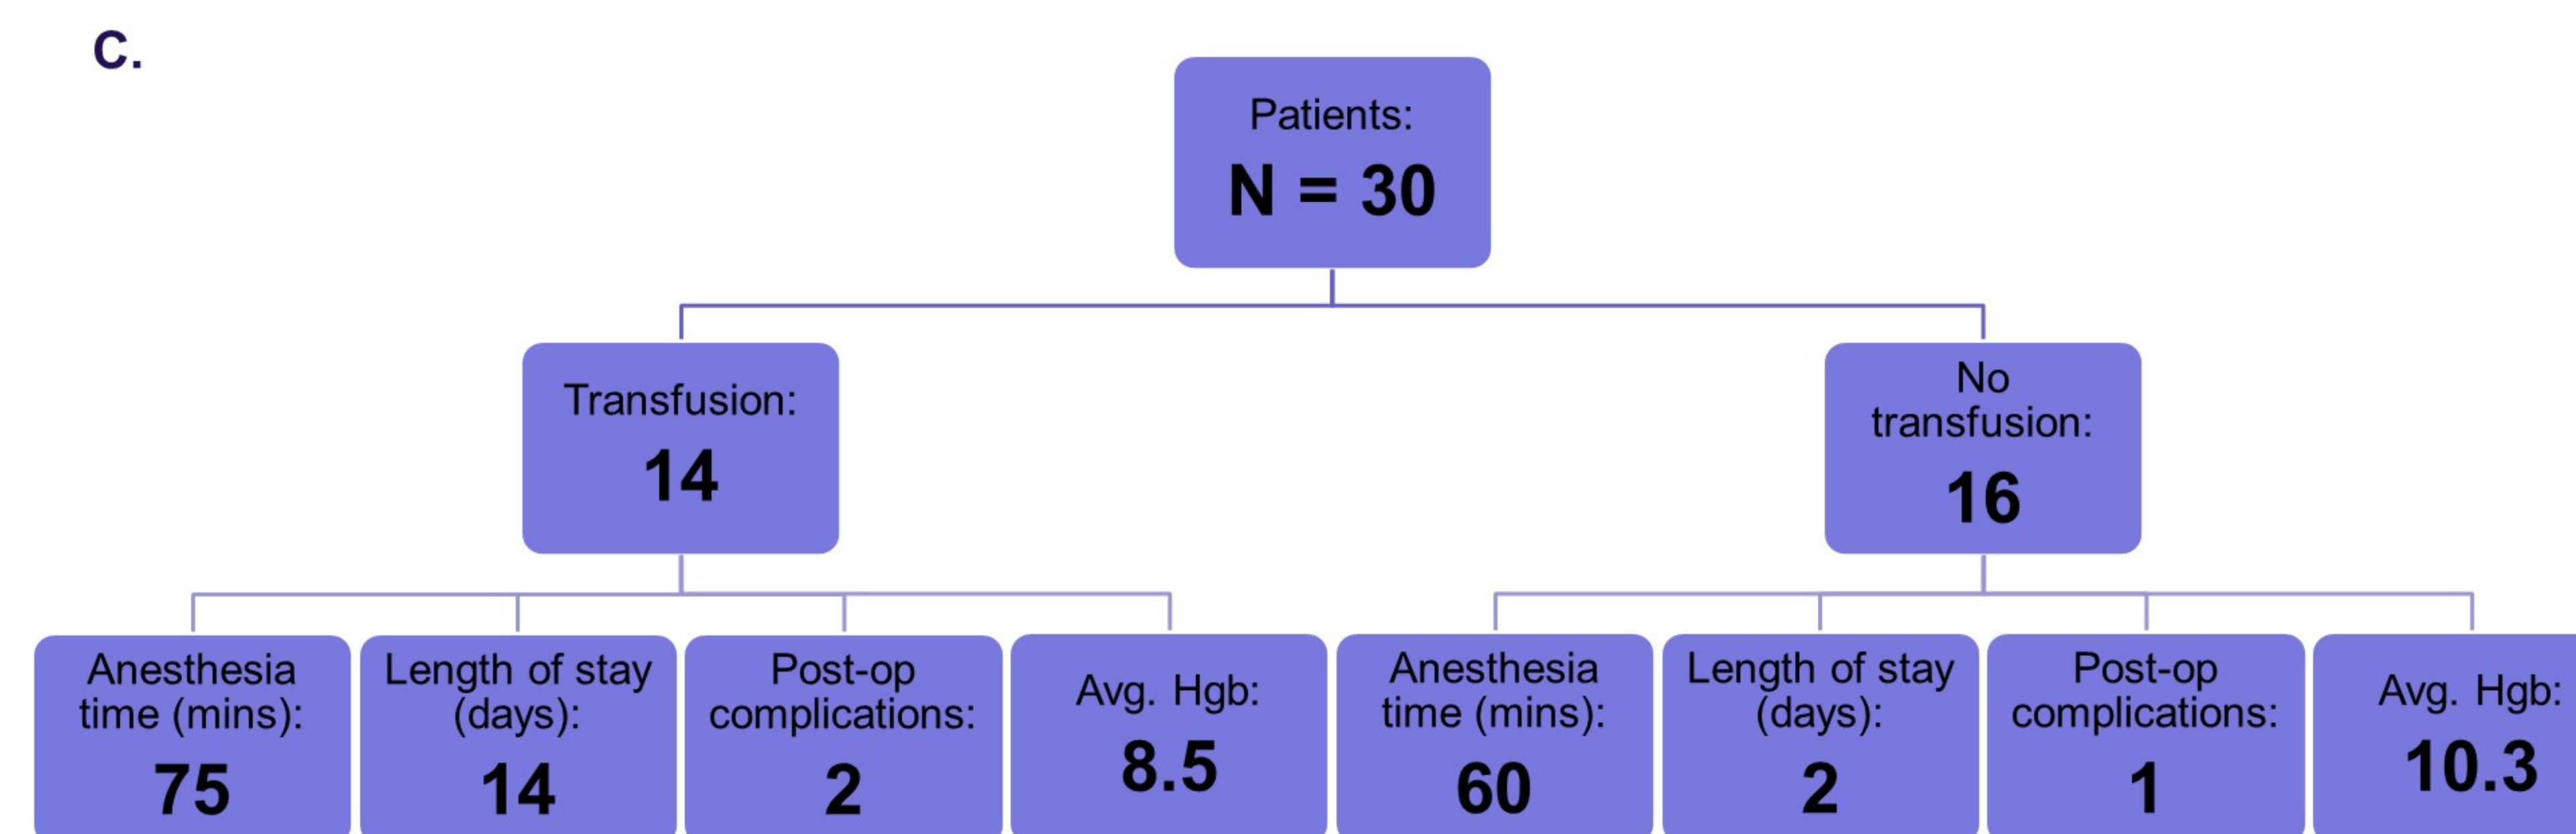 C.
Patients:
N = 30
Transfusion:
14
No
transfusion:
16
Anesthesia
time (mins):
75
Length of stay
(days):
14
Post-op
complications:
2
Avg. Hgb:
8.5
Anesthesia
time (mins):
60
Length of stay
(days):
2
Post-op
complications:
1
Avg. Hgb:
10.3